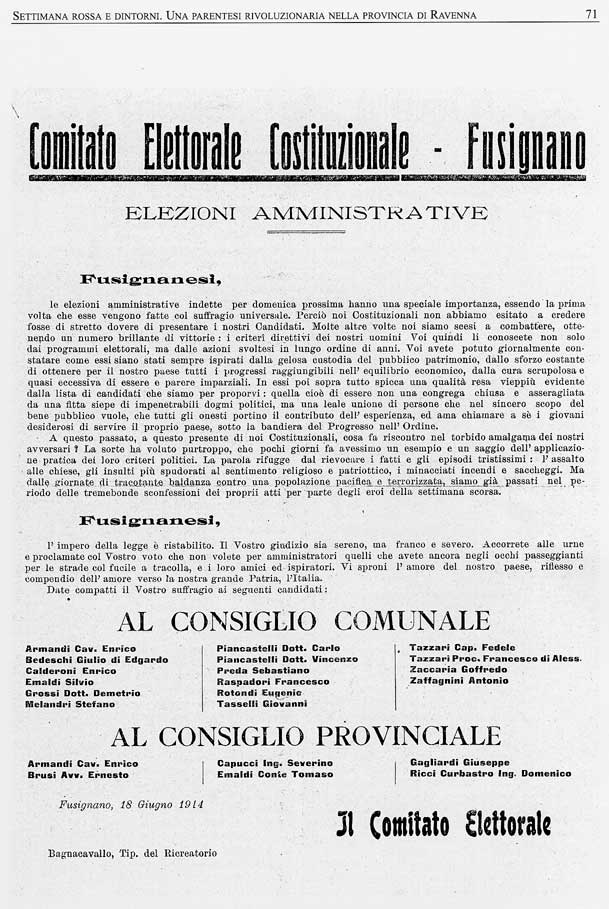 SETTIMANA ROSSA E DINTORNI. UNA PARENTESI RIVOLUZIONARIA NELLA PROVINCIA DI RAVENNA 71
Comitato Elettorale Costituzionale - Fusignano
ELEZIONI AMMINISTRATIVE
Fusignanesi,
le elezioni amministrative indette per domenica prossima hanno una speciale importanza, essendo la prima
volta che esse vengono fatte col suffragio universale. Perciò noi Costituzionali non abbiamo esitato a credere
fosse di stretto dovere di presentare i nostri Candidati. Molte altre volte noi siamo scesi a combattere, otte-
nendo un numero brillante di vittorie : i criteri direttivi dei nostri uomini Voi quindi li conoscete non solo
dai programmi elettorali, ma dalle azioni svoltesi in lungo ordine di anni. Voi avete potuto giornalmente con-
statare come essi siano stati sempre ispirati dalla gelosa custodia del pubblico patrimonio, dallo sforzo costante
di ottenere per il nostro paese tutti i progressi raggiungibili nell' equilibrio economico, dalla cura scrupolosa e
quasi eccessiva di essere e parere imparziali. In essi poi sopra tutto spicca una qualità resa vieppiù evidente
dalla lista di candidati che siamo per proporvi : quella cioè di essere non una congrega chiusa e asseragliata
da una fitta siepe di impenetrabili dogmi politici, ma una leale unione di persone che nel sincero scopo del
bene pubblico vuole, che tutti gli onesti portino il contributo dell' esperienza, ed ama chiamare a sè i giovani
desiderosi di servire il proprio paese, sotto la bandiera del Progresso nell' Ordine.
A questo passato, a questo presente di noi Costituzionali, cosa fa riscontro nel torbido amalgama dei nostri
avversari ? La sorte ha voluto purtroppo, che pochi giorni fa avessimo un esempio e un saggio dell' applicazio-
ne pratica dei loro criteri politici. La parola rifugge dal rievocare i fatti e gli episodi tristissimi : l' assalto
alle chiese, gli insulti più spudorati al sentimento religioso e patriottico, i minacciati incendi e saccheggi. Ma
dalle giornate di tracotante baldanza contro una popolazione pacifica e terrorizzata, siamo già passati nel pe-
riodo delle tremebonde sconfessioni dei propri atti per parte degli eroi della settimana scorsa.
Fusignanesi,
l' impero della legge è ristabilito. Il Vostro giudizio sia sereno, ma franco e severo. Accorrete alle urne
e proclamate col Vostro voto che non volete per amministratori quelli che avete ancora negli occhi passeggianti
per le strade col fucile a tracolla, e i loro amici ed ispiratori. Vi sproni l' amore del nostro paese, riflesso e
compendio dell' amore verso la nostra grande Patria, l'Italia.
Date compatti il Vostro suffragio ai seguenti candidati :
AL CONSIGLIO COMUNALE
Armandi Cav. Enrico
Bedeschi Giulio di Edgardo
Calderoni Enrico
Emaldi Silvio
Grossi Dott. Demetrio
Melandri Stefano
Piancastelli Dott. Carlo
Piancastelli Dott. Vincenzo
Preda Sebastiano
Raspadori Francesco
Rotondi Eugenio
Tasselli Giovanni
Tazzari Cap. Fedele
Tazzari Proc. Francesco di Aless.
Zaccaria Goffredo
Zaffagnini Antonio
AL CONSIGLIO PROVINCIALE
Armandi Cav. Enrico
Brusi Avv. Ernesto
Capucci Ing. Severino
Emaldi Conte Tomaso
Gagliardi Giuseppe
Ricci Curbastro Ing. Domenico
Fusignano, 18 Giugno 1914
Il Comitato Elettorale
Bagnacavallo, Tip. del Ricreatorio